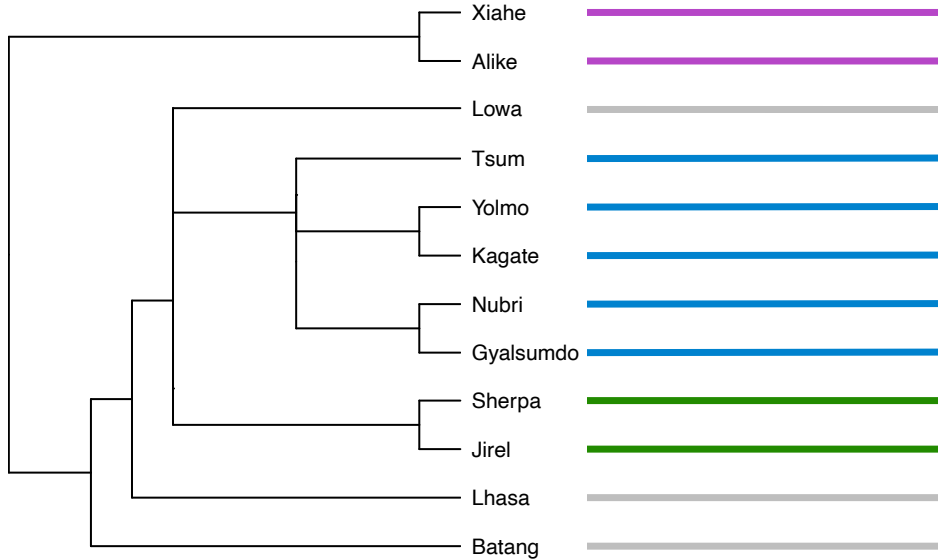 Xiahe
Alike
Lowa
Tsum
Yolmo
Kagate
Nubri
Gyalsumdo
Sherpa
Jirel
Lhasa
Batang